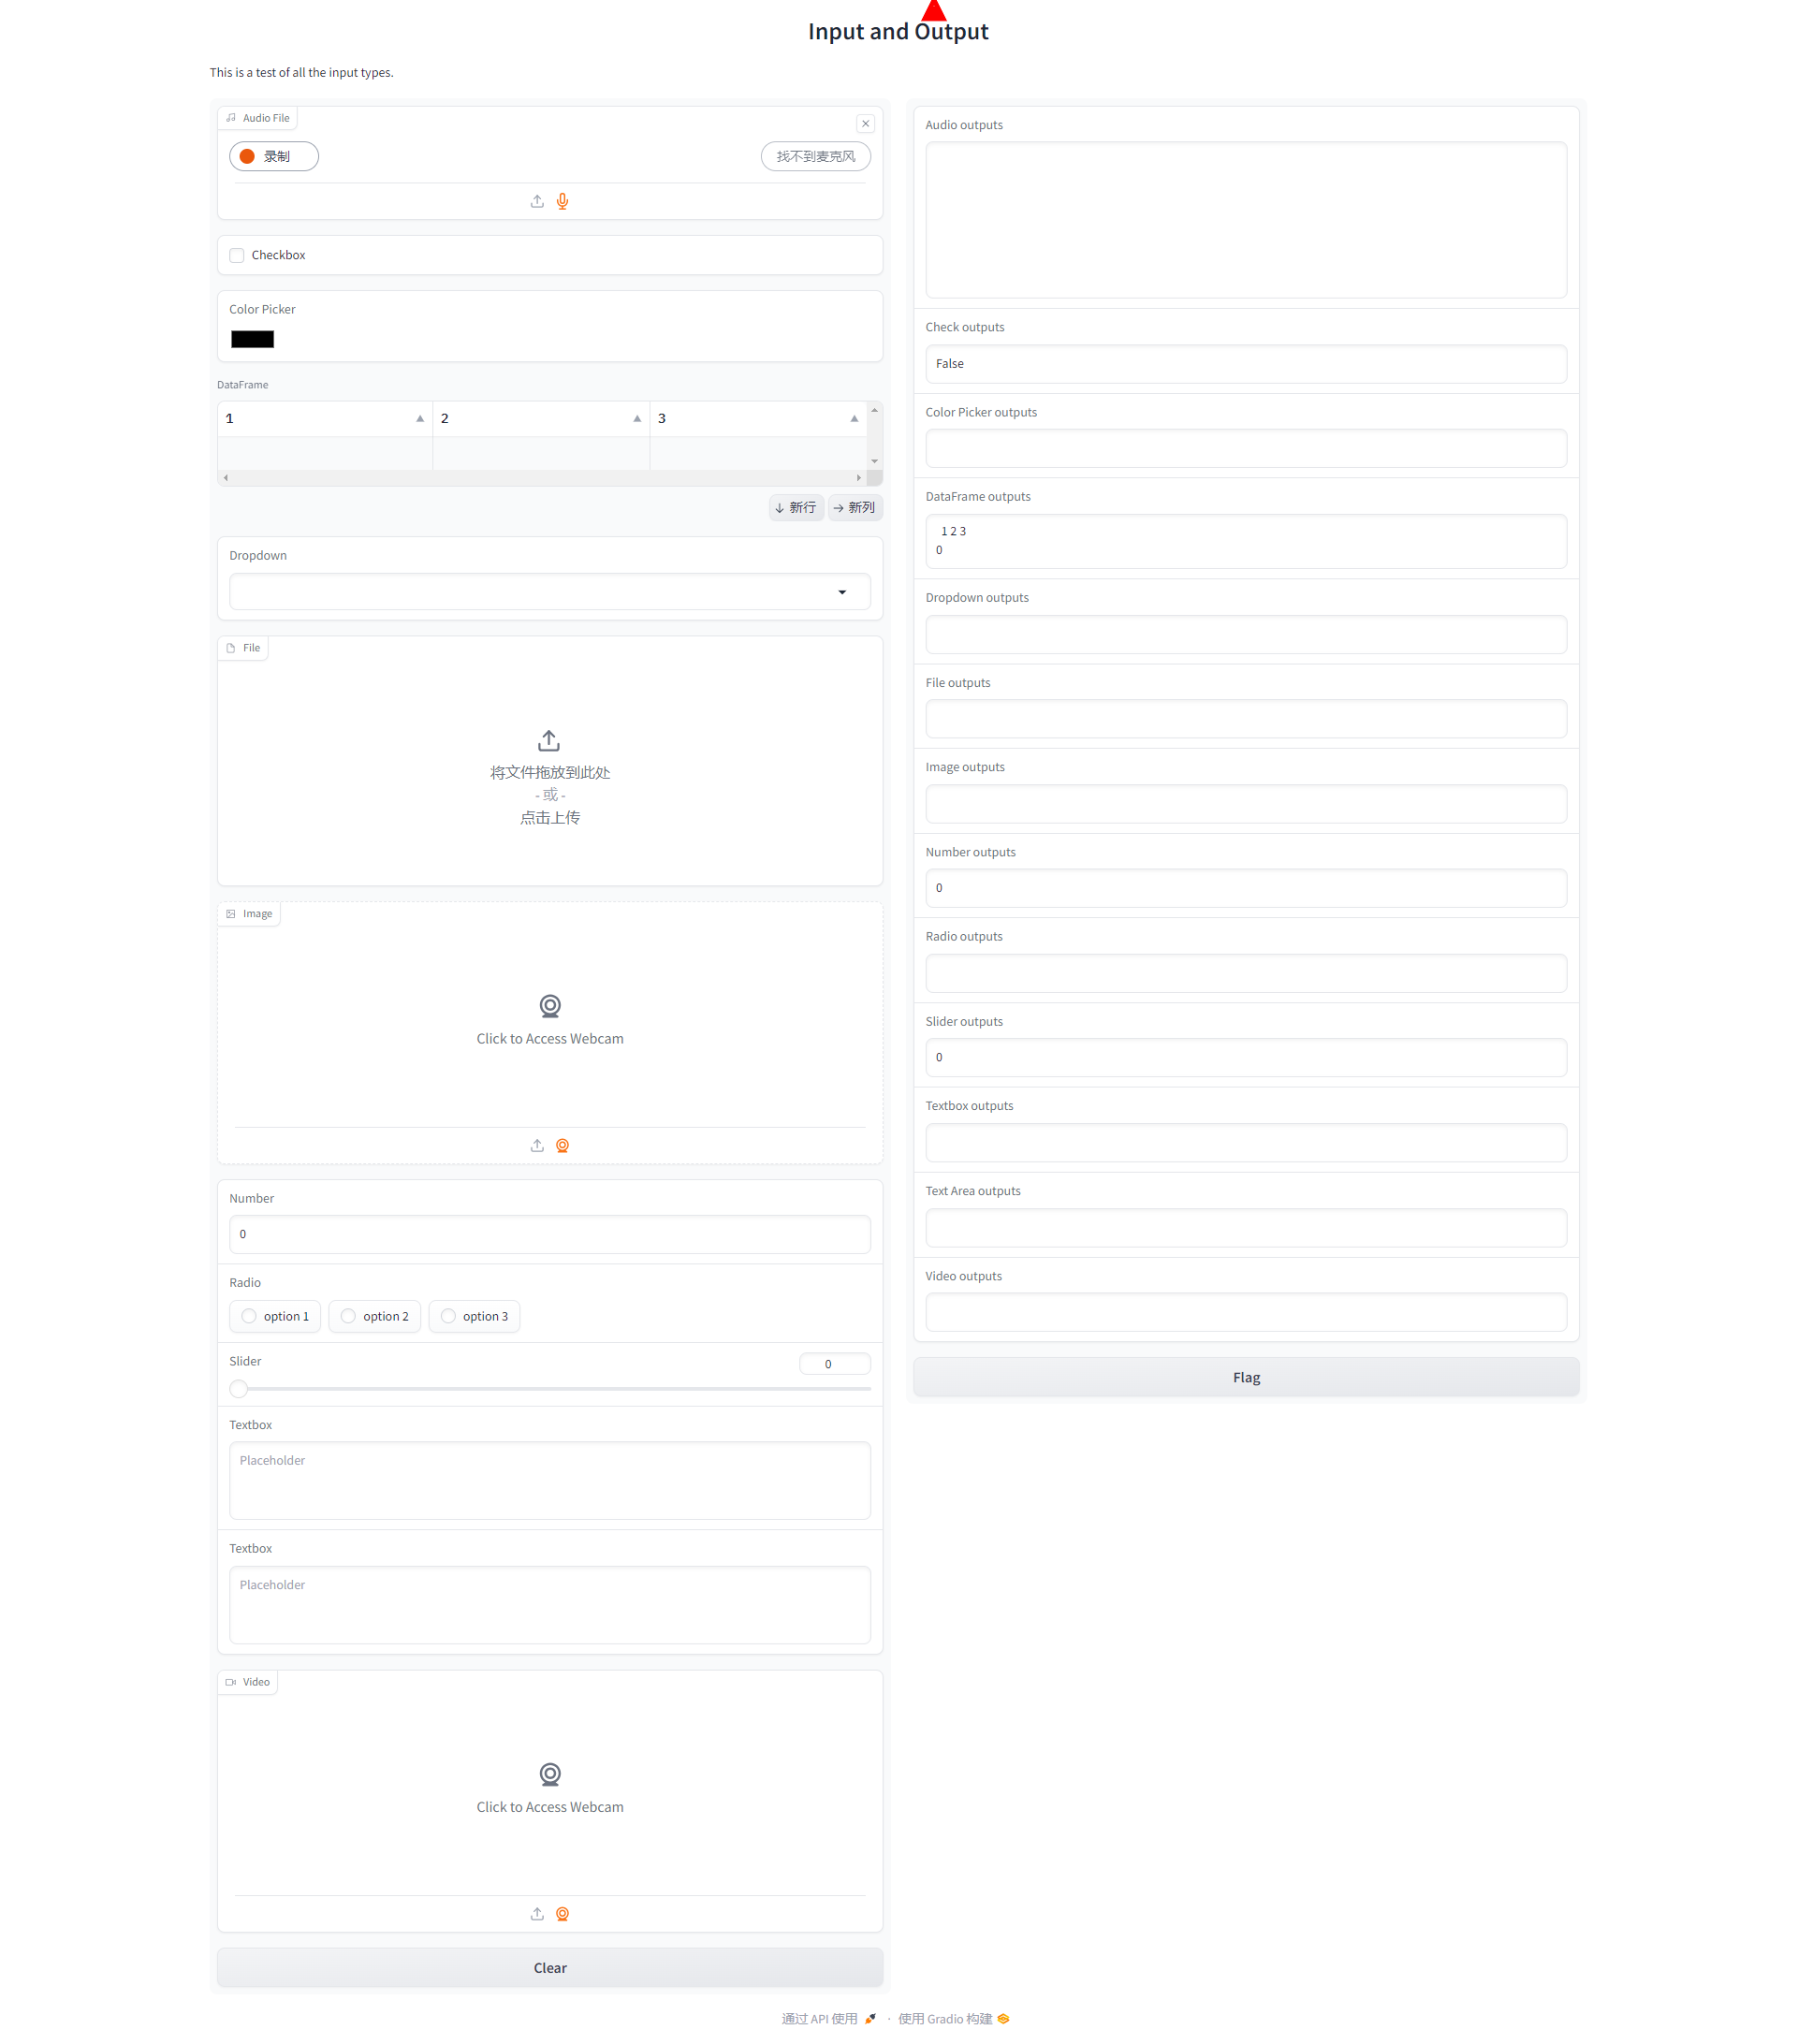 Input and Output
This is a test of all the input types.
Audio File
录制
找不到麦克风
Checkbox
Color Picker
DataFrame
1 2 3
新行 新列
Dropdown
File
将文件拖放到此处
- 或 -
点击上传
Image
Click to Access Webcam
Number
0
Radio
option 1 option 2 option 3
Slider
0
Textbox
Placeholder
Textbox
Placeholder
Video
Click to Access Webcam
Clear
Audio outputs
Check outputs
False
Color Picker outputs
DataFrame outputs
1 2 3
0
Dropdown outputs
File outputs
Image outputs
Number outputs
0
Radio outputs
Slider outputs
0
Textbox outputs
Text Area outputs
Video outputs
Flag
通过 API 使用 · 使用 Gradio 构建